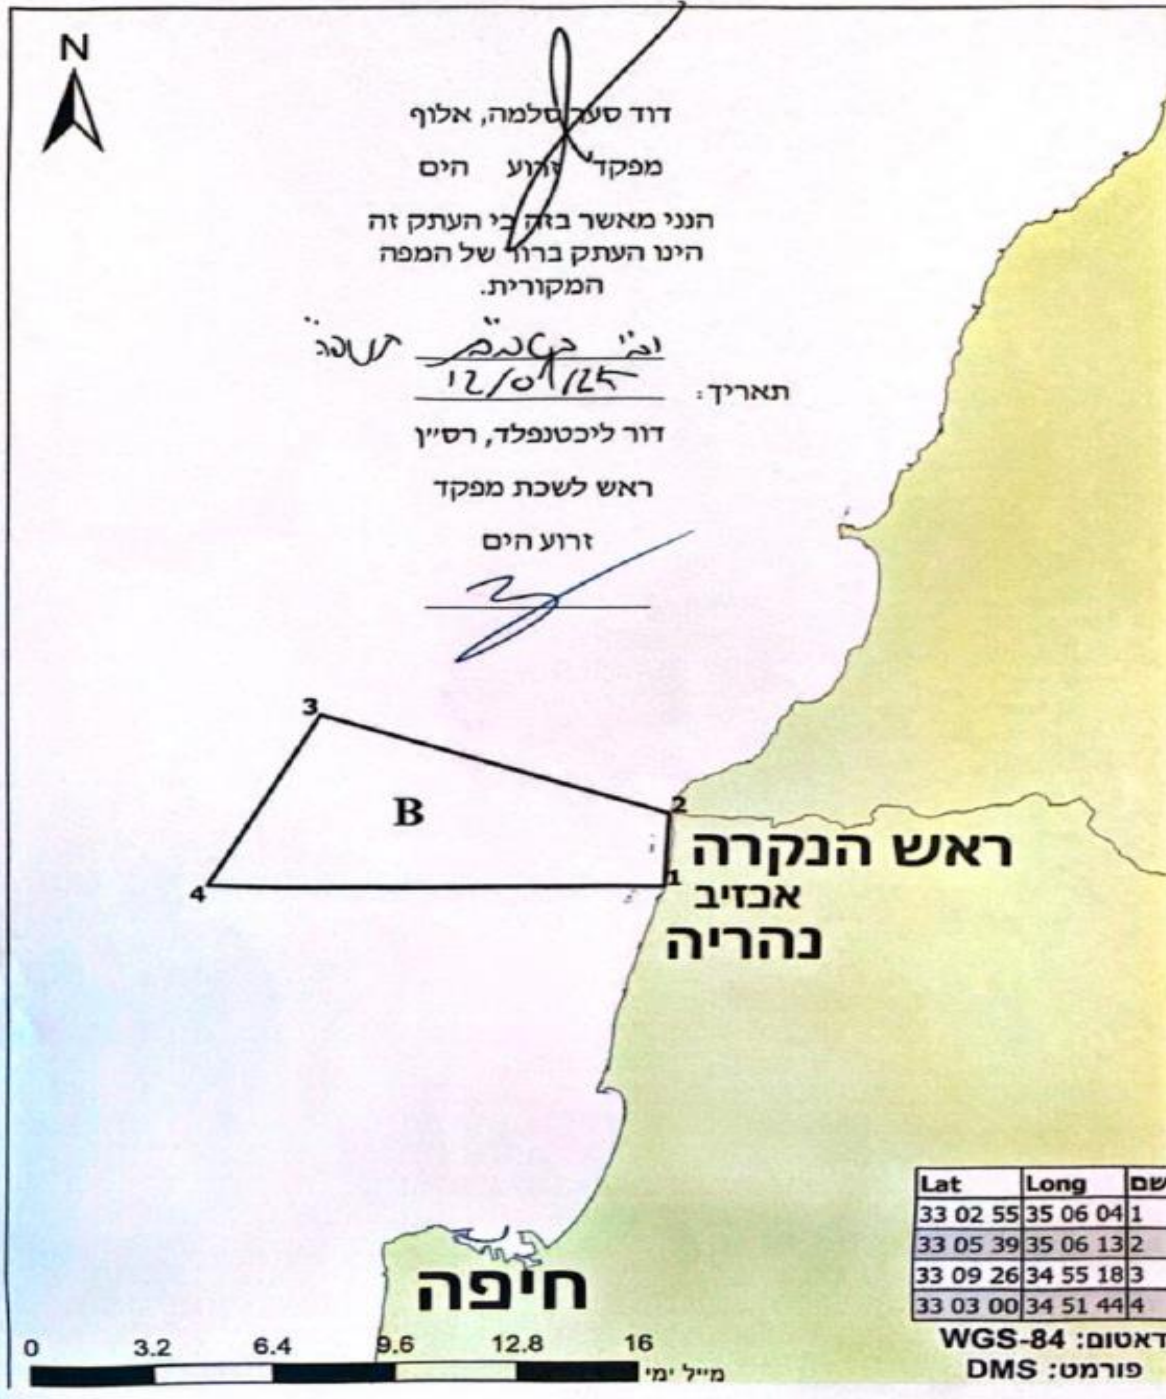 N
דוד סער סלמה, אלוף
מפקד זרוע הים
הנני מאשר בזה כי העתק זה
הינו העתק ברור של המפה
המקורית.
תשפה
12/01/25
תאריך:
דור ליכטנפלד, רס״ן
ראש לשכת מפקד
זרוע הים
3
B
2
ראש הנקרה
4
1
אכזיב
נהריה
חיפה
Lat Long שם
33 02 55 35 06 04 1
33 05 39 35 06 13 2
33 09 26 34 55 18 3
33 03 00 34 51 44 4
דאטום: WGS-84
פורמט: DMS
0 3.2 6.4 9.6 12.8 16
מייל ימי